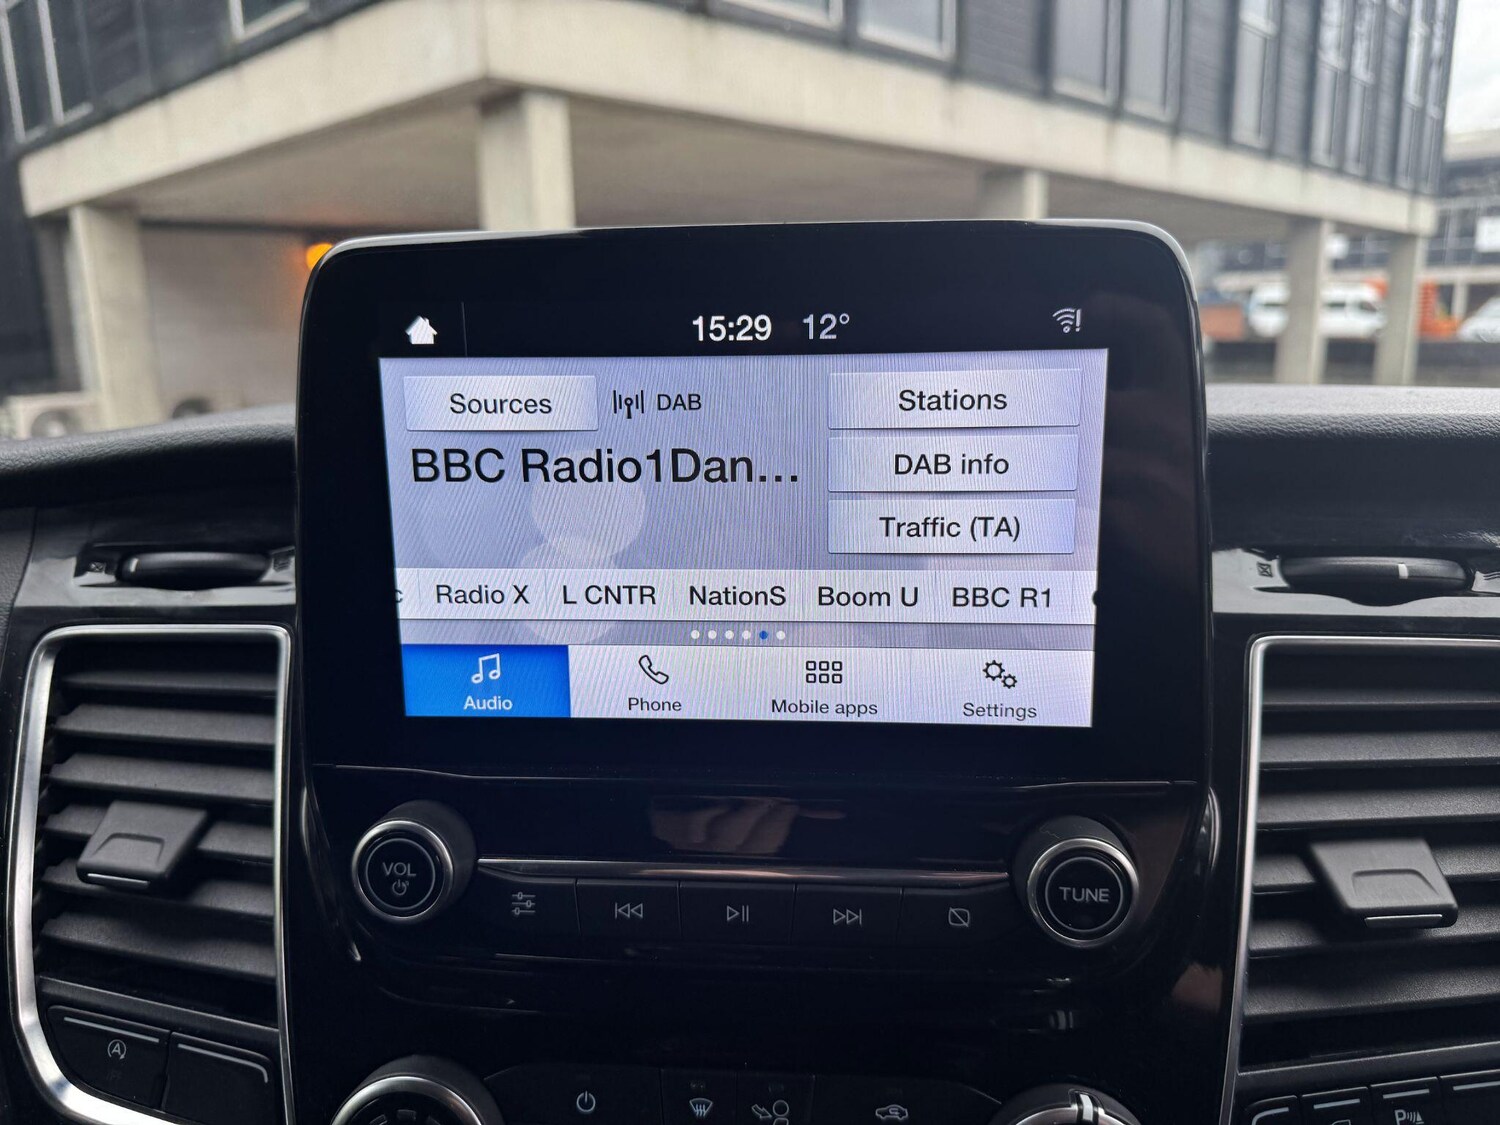 15:29 12°
Sources DAB Stations
BBC Radio1Dan... DAB info
Traffic (TA)
c Radio X L CNTR NationS Boom U BBC R1
Audio Phone Mobile apps Settings
VOL
TUNE
A
P